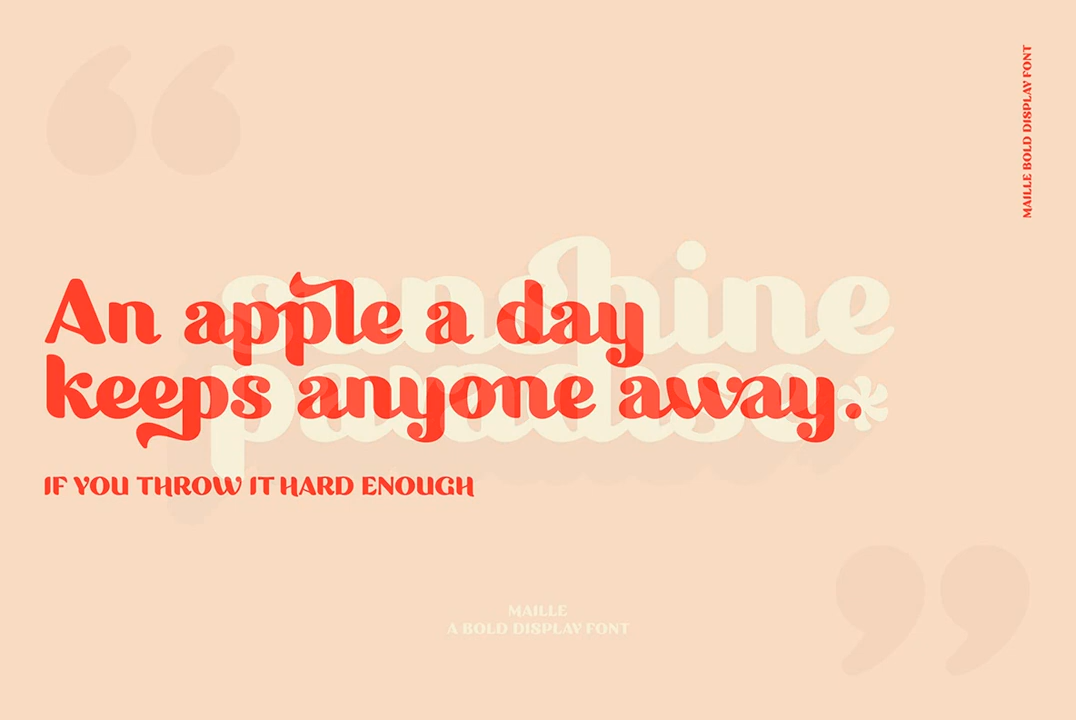 MAILLE BOLD DISPLAY FONT
sunshine
paradise*
An apple a day
keeps anyone away.
IF YOU THROW IT HARD ENOUGH
MAILLE
A BOLD DISPLAY FONT